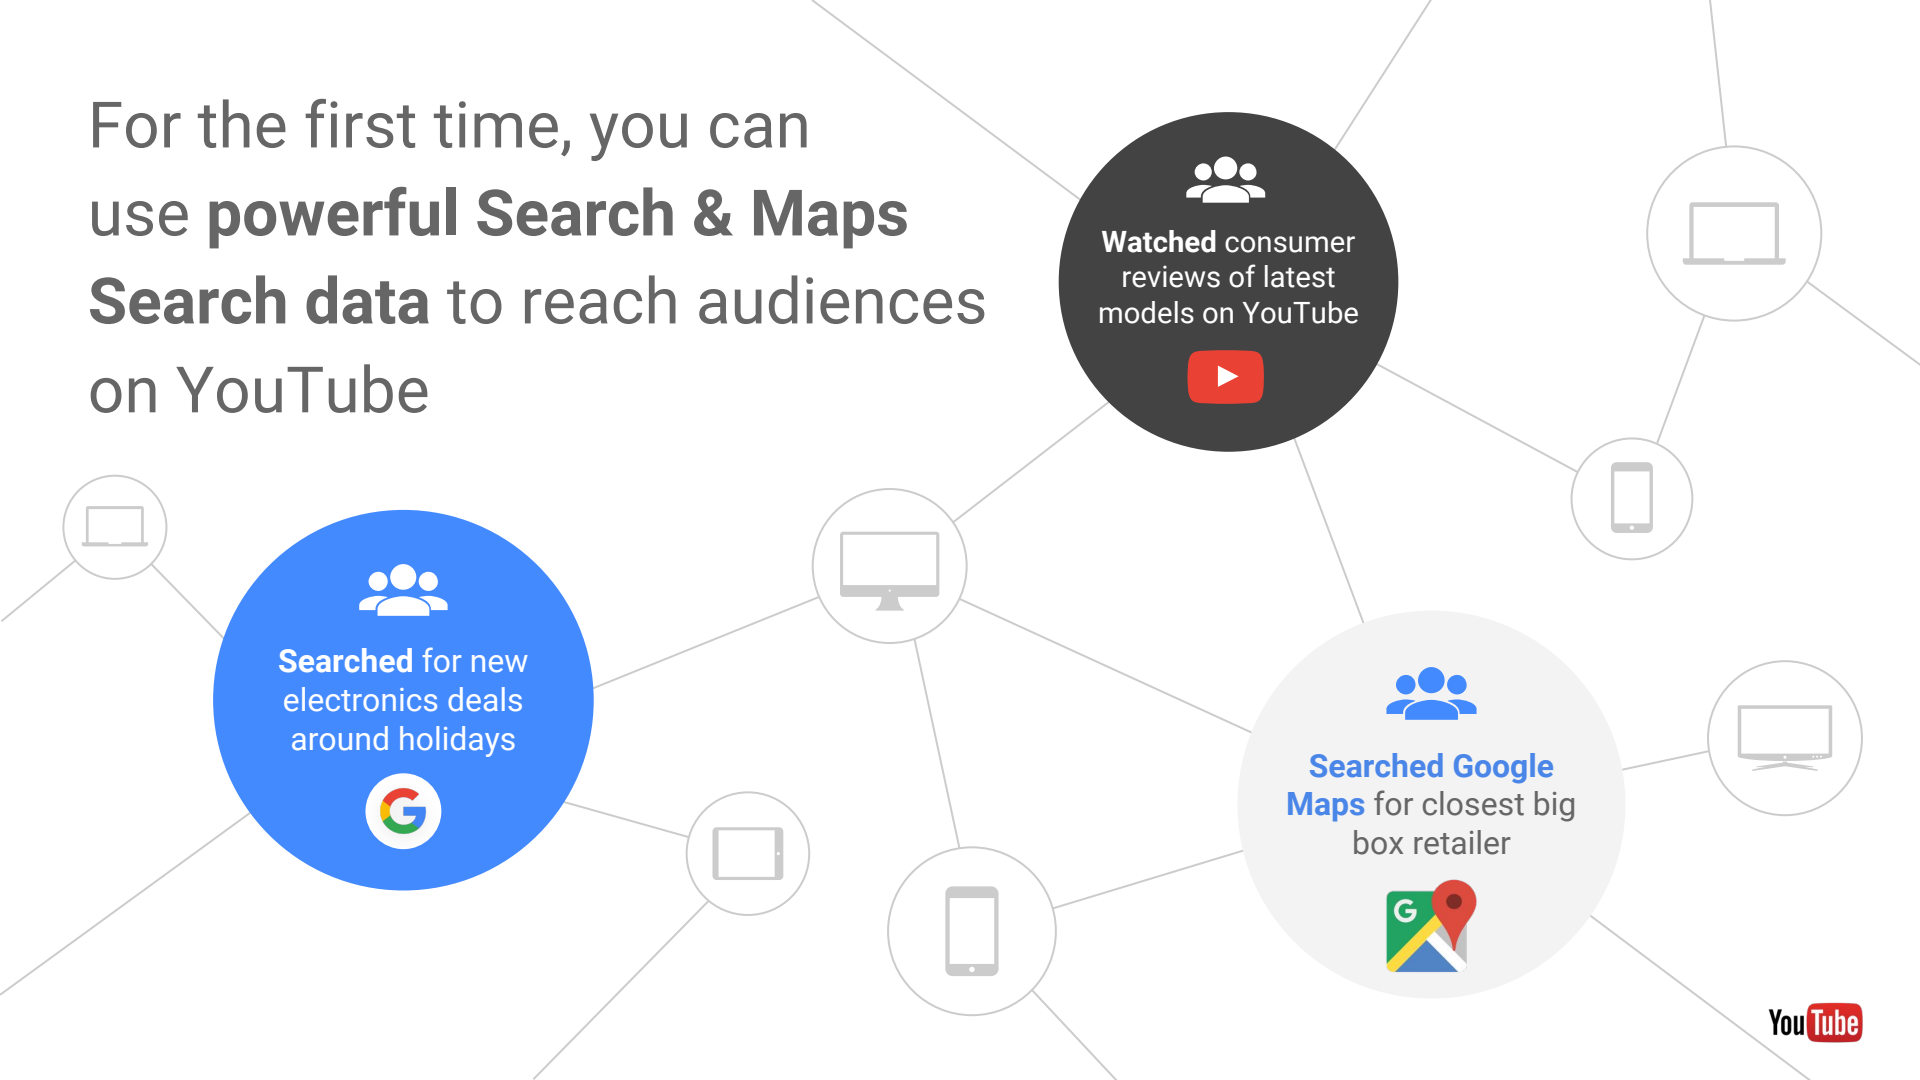 For the first time, you can
use powerful Search & Maps
Search data to reach audiences
on YouTube
Watched consumer
reviews of latest
models on YouTube
Searched for new
electronics deals
around holidays
G
Searched Google
Maps for closest big
box retailer
G
YouTube